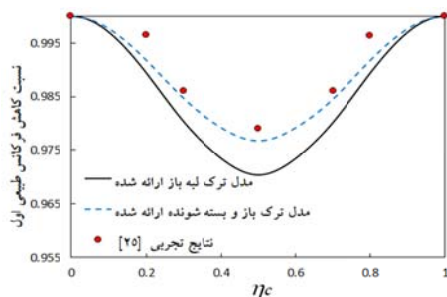 نسبت کاهش فرکانس طبیعی اول
0.995
0.985
0.975
0.965
0.955
مدل ترک لبه باز ارائه شده
مدل ترک باز و بسته شونده ارائه شده
نتایج تجربی [۲۵]
0 0.2 0.4 0.6 0.8 1
ηc